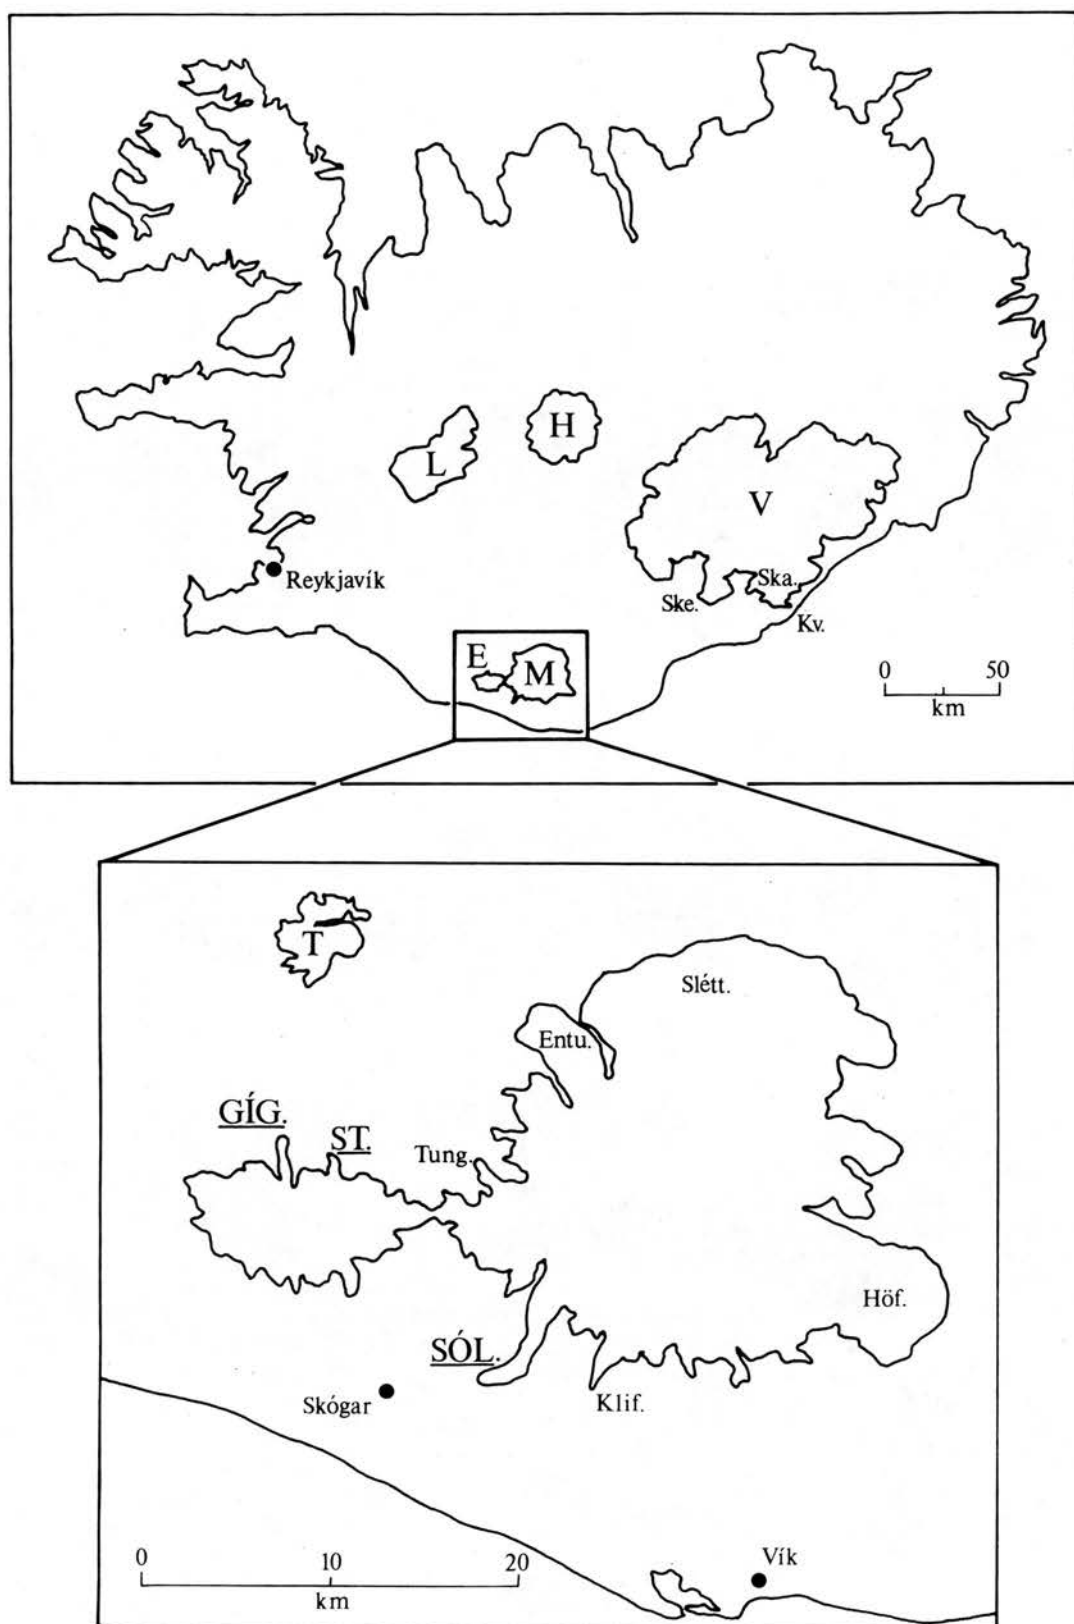 H
L
V
Reykjavík
Ska.
Ske.
Kv.
E
M
0 50
km
T
Slétt.
Entu.
GÍG.
ST.
Tung.
Höf.
SÓL.
Skógar
Klif.
0 10 20
km
Vík